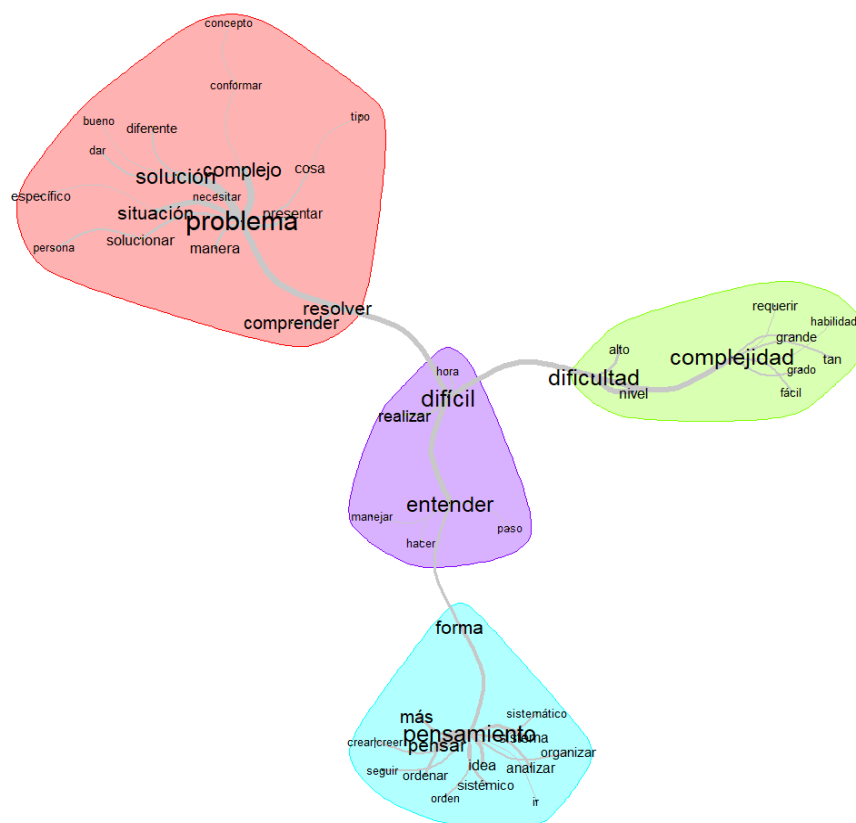 concepto
conformar
tipo
bueno
diferente
dar
solución
complejo
cosa
específico
necesitar
situación
problema
presentar
persona
solucionar
manera
resolver
comprender
requerir
habilidad
grande
alto
complejidad
tan
grado
dificultad
nivel
fácil
hora
difícil
realizar
entender
manejar
paso
hacer
forma
más
sistemático
pensamiento
sistema
crear|creer
pensar
organizar
seguir
ordenar
idea
analizar
sistémico
orden
ir